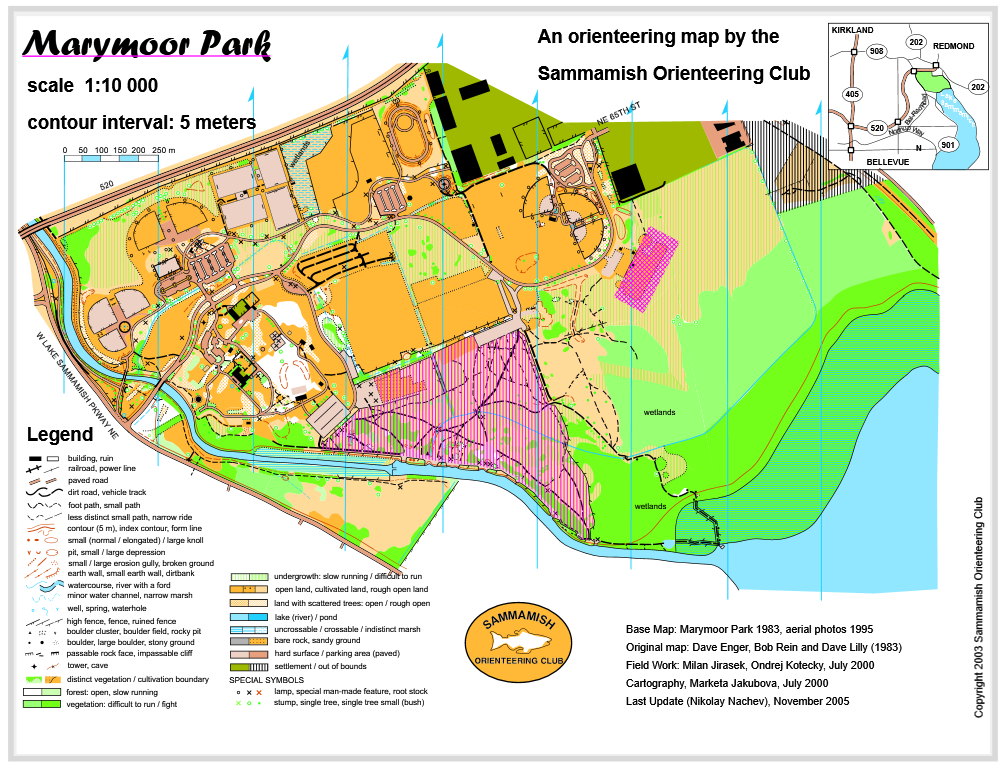 Marymoor Park
scale 1:10 000
contour interval: 5 meters
0 50 100 150 200 250 m
An orienteering map by the
Sammamish Orienteering Club
KIRKLAND
908
202
REDMOND
202
405
520
901
N
BELLEVUE
NE 65TH ST
520
wetlands
W LAKE SAMMAMISH PKWAY NE
wetlands
wetlands
Legend
building, ruin
railroad, power line
paved road
dirt road, vehicle track
foot path, small path
less distinct small path, narrow ride
contour (5 m), index contour, form line
small (normal / elongated) / large knoll
pit, small / large depression
small / large erosion gully, broken ground
earth wall, small earth wall, dirtbank
watercourse, river with a ford
minor water channel, narrow marsh
well, spring, waterhole
high fence, fence, ruined fence
boulder cluster, boulder field, rocky pit
boulder, large boulder, stony ground
passable rock face, impassable cliff
tower, cave
distinct vegetation / cultivation boundary
forest: open, slow running
vegetation: difficult to run / fight
undergrowth: slow running / difficult to run
open land, cultivated land, rough open land
land with scattered trees: open / rough open
lake (river) / pond
uncrossable / crossable / indistinct marsh
bare rock, sandy ground
hard surface / parking area (paved)
settlement / out of bounds
SPECIAL SYMBOLS
lamp, special man-made feature, root stock
stump, single tree, single tree small (bush)
SAMMAMISH
ORIENTEERING CLUB
Base Map: Marymoor Park 1983, aerial photos 1995
Original map: Dave Enger, Bob Rein and Dave Lilly (1983)
Field Work: Milan Jirasek, Ondrej Kotecky, July 2000
Cartography, Marketa Jakubova, July 2000
Last Update (Nikolay Nachev), November 2005
Copyright 2003 Sammamish Orienteering Club